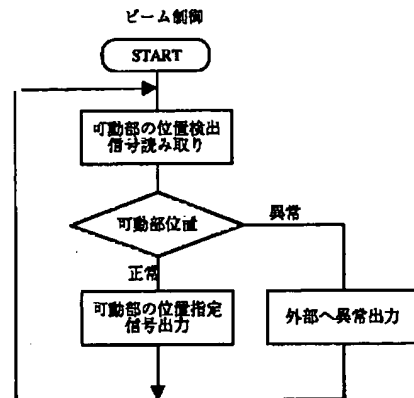 ビーム制御
START
可動部の位置検出
信号読み取り
可動部位置
異常
正常
可動部の位置指定
信号出力
外部へ異常出力